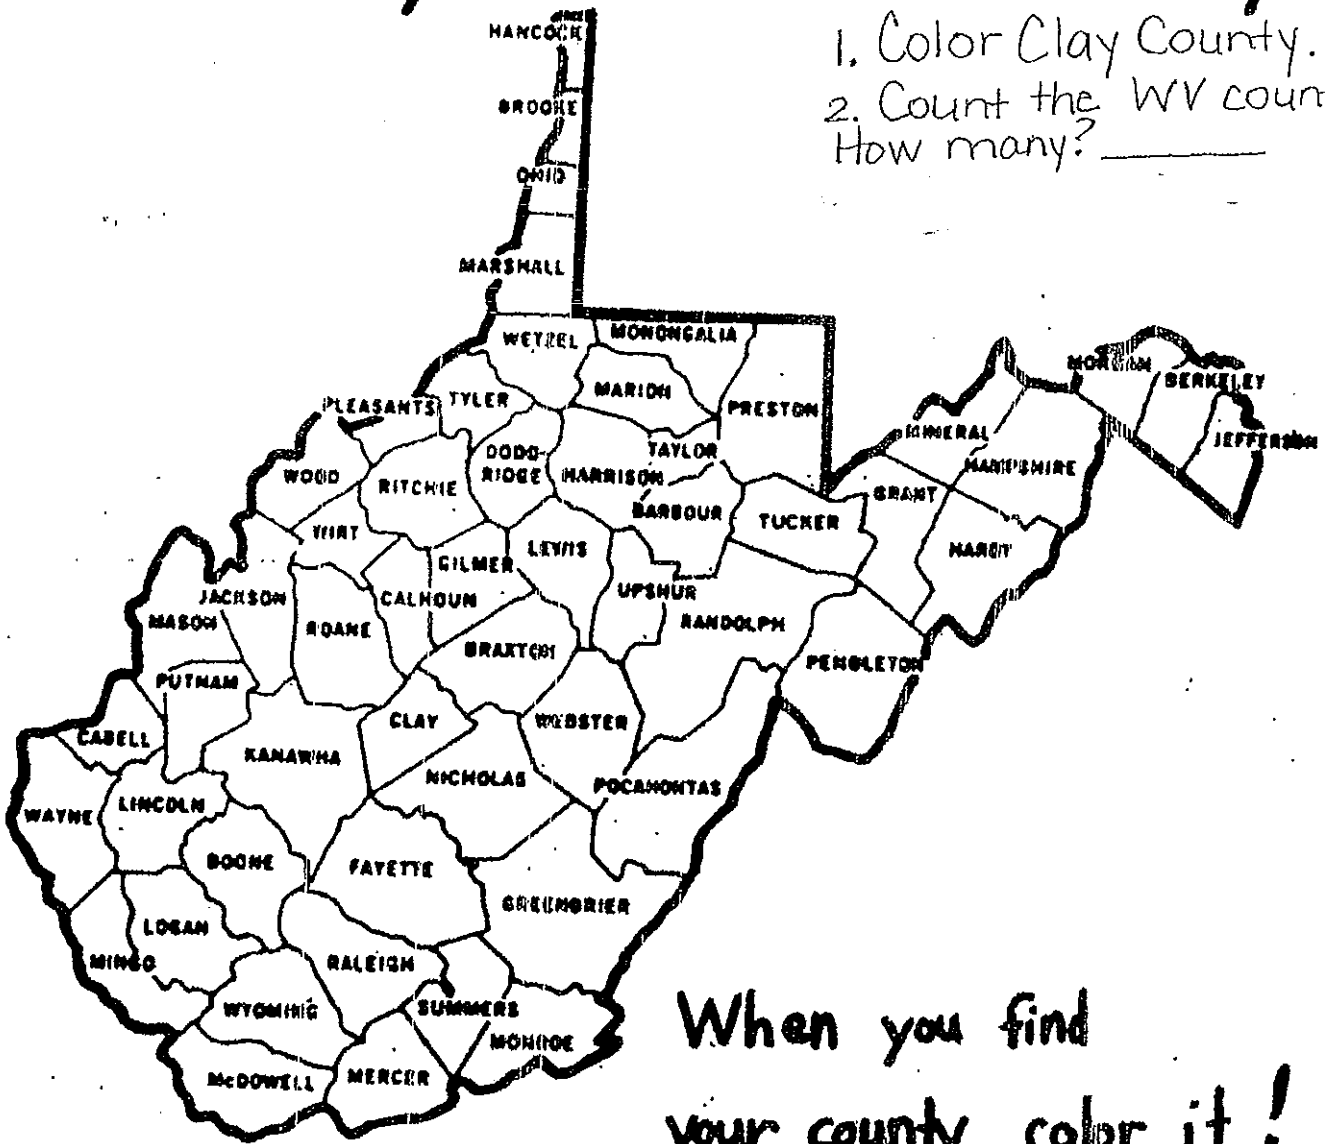 1. Color Clay County.
2. Count the WV coun
How many?
HANCOCK
BROOKE
OHIO
MARSHALL
WETZEL
MONONGALIA
MARION
TYLER
PLEASANTS
PRESTON
MORGAN
BERKELEY
JEFFERSON
MINERAL
HAMPSHIRE
GRANT
HARDY
WOOD
RITCHIE
DODD-
RIDGE
HARRISON
TAYLOR
BARBOUR
TUCKER
WIRT
GILMER
LEWIS
UPSHUR
RANDOLPH
PENDLETON
JACKSON
MASON
ROANE
CALHOUN
BRAXTON
PUTNAM
CLAY
WEBSTER
CABELL
KANAWHA
NICHOLAS
POCAHONTAS
WAYNE
LINCOLN
BOONE
FAYETTE
GREENBRIER
LOGAN
MINGO
RALEIGH
WYOMING
SUMMERS
MONROE
McDOWELL
MERCER
When you find
your county color it!